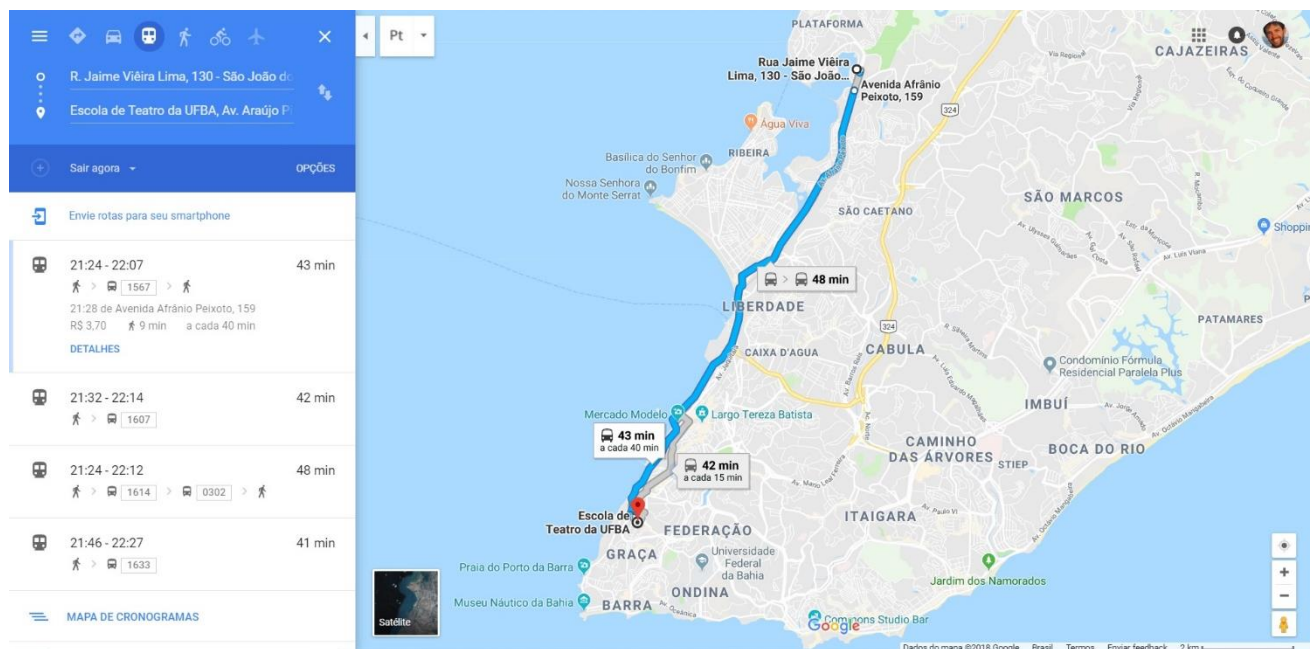 R. Jaime Viêira Lima, 130 - São João do
Escola de Teatro da UFBA, Av. Araújo P
Sair agora
OPÇÕES
Envie rotas para seu smartphone
21:24 - 22:07
43 min
1567
21:28 de Avenida Afrânio Peixoto, 159
R$ 3,70 9 min a cada 40 min
DETALHES
21:32 - 22:14
42 min
1607
21:24 - 22:12
48 min
1614 0302
21:46 - 22:27
41 min
1633
MAPA DE CRONOGRAMAS
Pt
PLATAFORMA
CAJAZEIRAS
Rua Jaime Viêira
Lima, 130 - São João...
Avenida Afrânio
Peixoto, 159
324
Água Viva
RIBEIRA
Basílica do Senhor
do Bonfim
Nossa Senhora
do Monte Serrat
SÃO MARCOS
SÃO CAETANO
Av. Luís Viana
Shoppin
48 min
LIBERDADE
324
PATAMARES
CAIXA D'AGUA
CABULA
Condomínio Fórmula
Residencial Paralela Plus
IMBUÍ
Mercado Modelo
Largo Tereza Batista
43 min
a cada 40 min
42 min
a cada 15 min
CAMINHO
DAS ÁRVORES
STIEP
BOCA DO RIO
Escola de
Teatro da UFBA
FEDERAÇÃO
ITAIGARA
GRAÇA
Universidade
Federal
da Bahia
Praia do Porto da Barra
Jardim dos Namorados
ONDINA
Museu Náutico da Bahia
BARRA
Av. Oceânica
Satélite
Google
Commons Studio Bar
Dados do mapa ©2018 Google Brasil Termos Enviar feedback 2 km